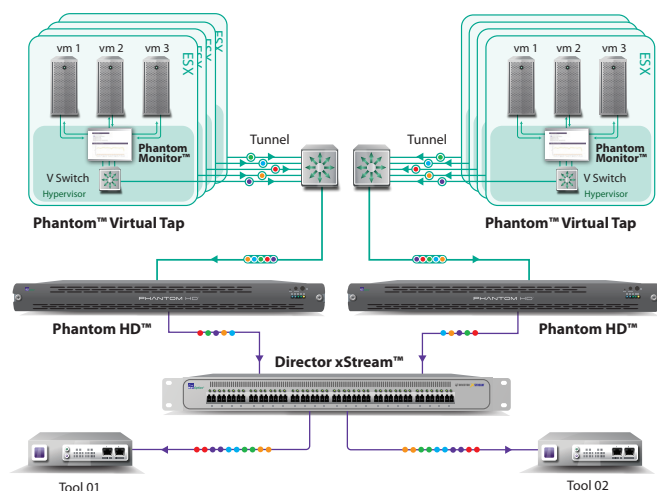 ESX
ESX
vm 1 vm 2 vm 3
vm 1 vm 2 vm 3
Phantom
Monitor™
Phantom
Monitor™
Tunnel
Tunnel
V Switch
Hypervisor
V Switch
Hypervisor
Phantom™ Virtual Tap
Phantom™ Virtual Tap
PHANTOM HD
PHANTOM HD
Phantom HD™
Phantom HD™
Director xStream™
Tool 01
Tool 02